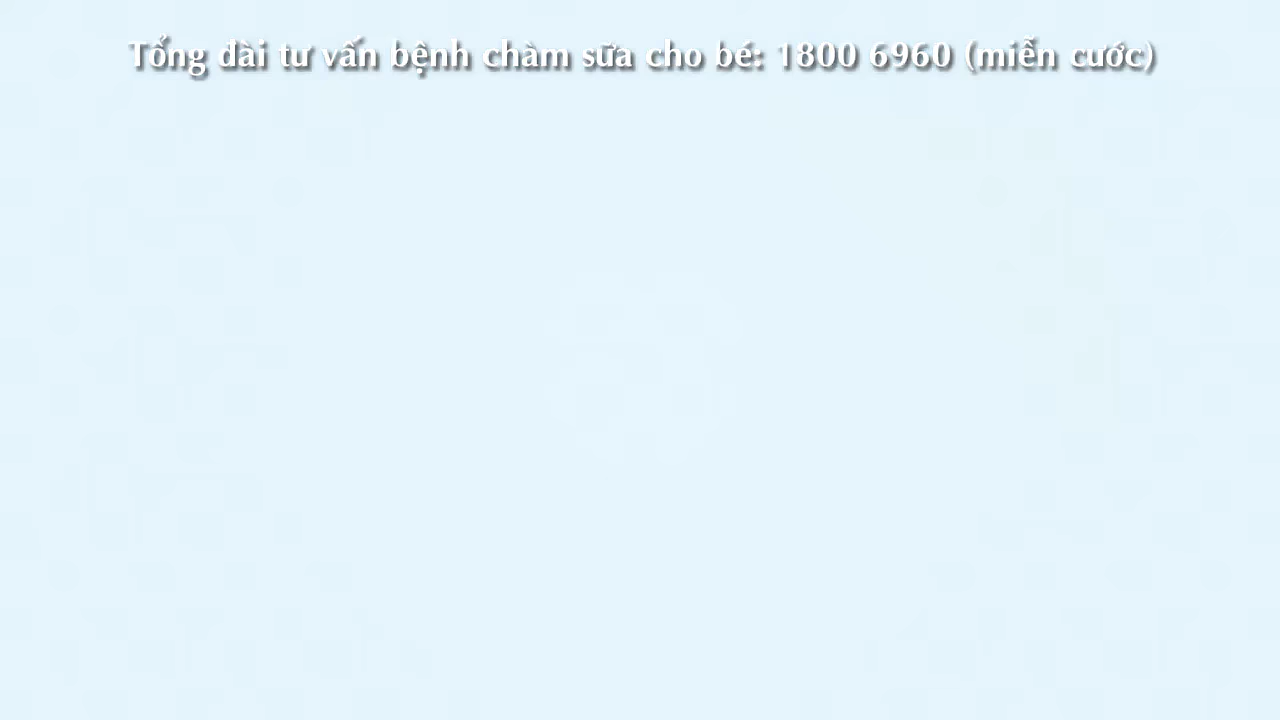 Tổng đài tư vấn bệnh chàm sữa cho bé: 1800 6960 (miễn cước)